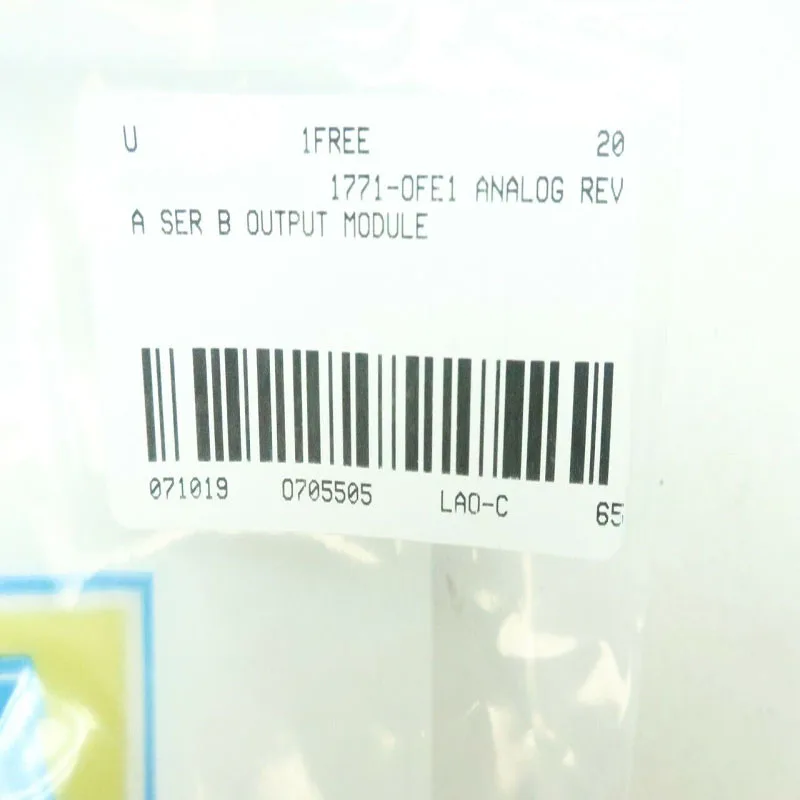 U 1FREE 20
1771-OFE1 ANALOG REV
A SER B OUTPUT MODULE
071019 0705505 LAO-C 65